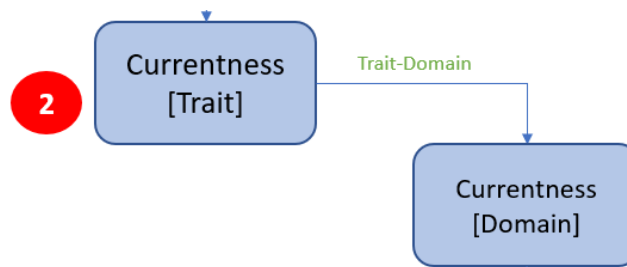 Currentness
[Trait]
Trait-Domain
2
Currentness
[Domain]